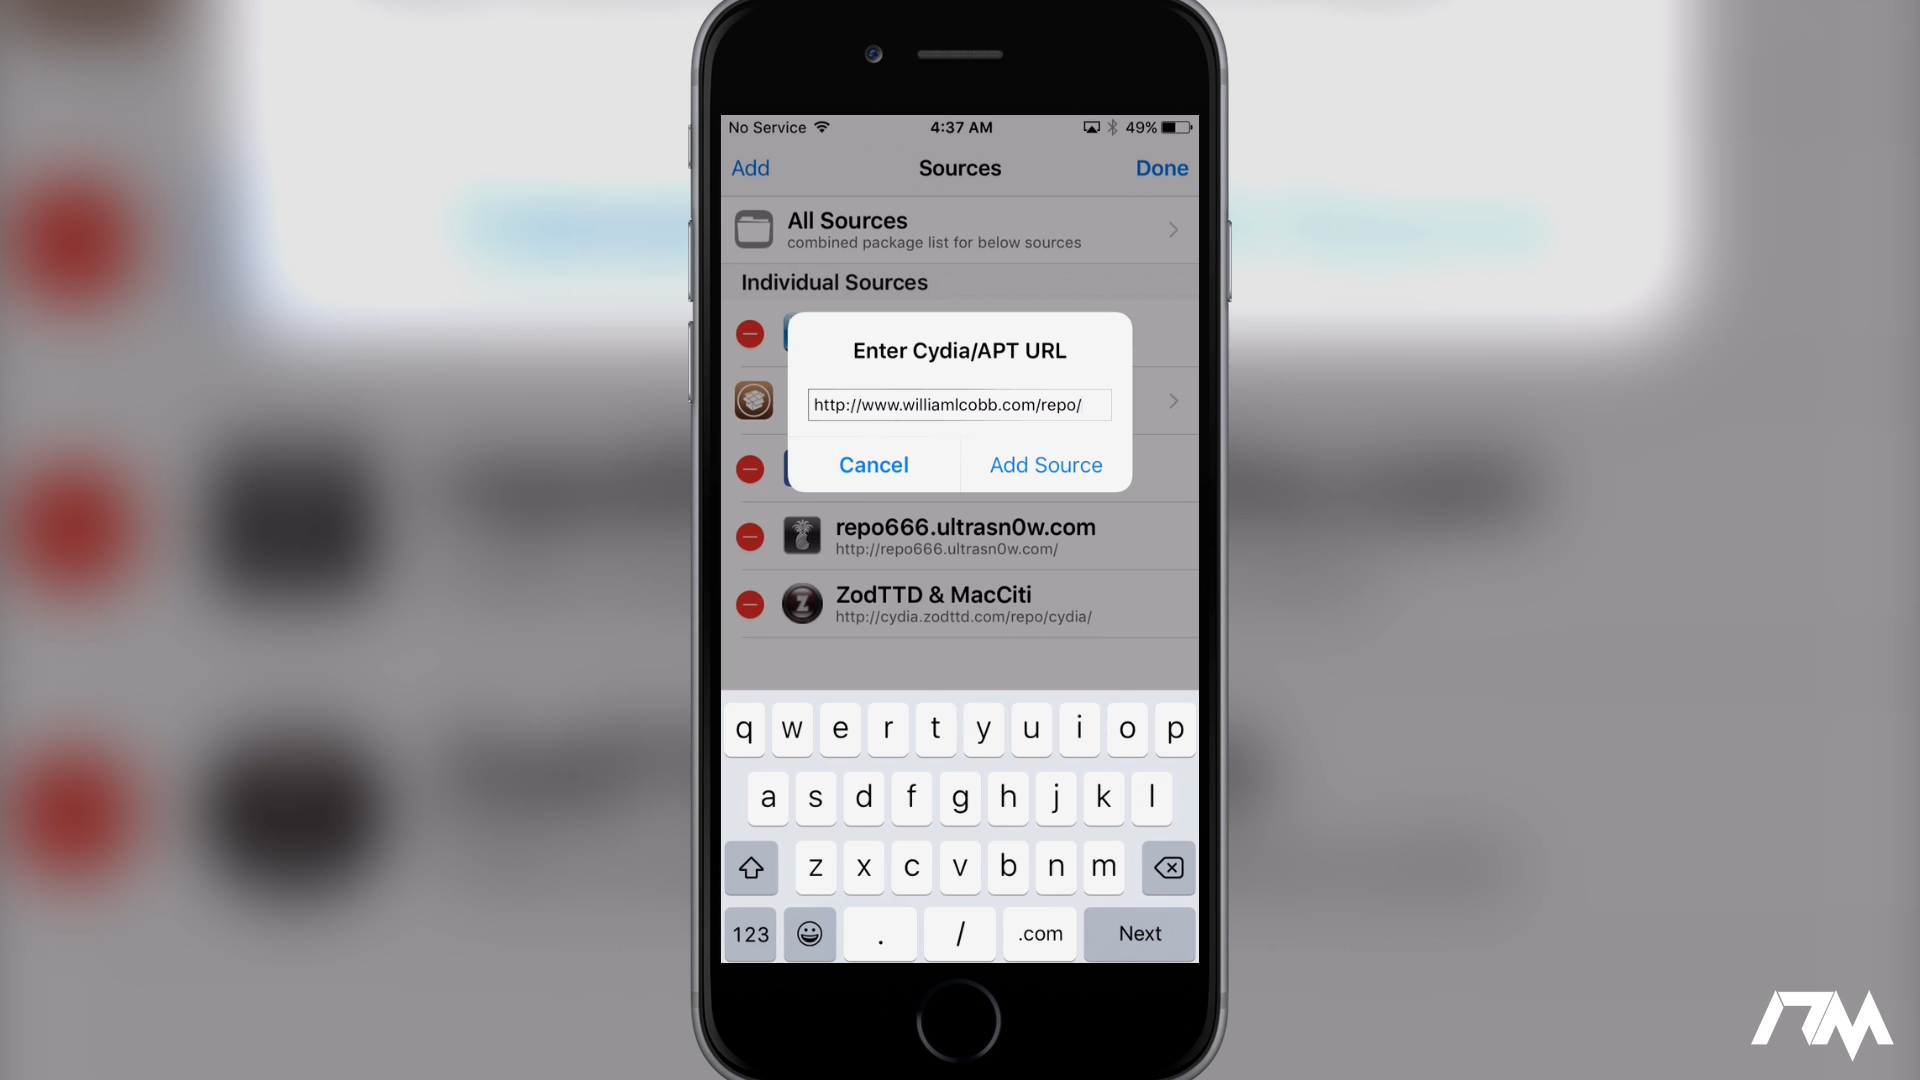 No Service 4:37 AM 49%
Add Sources Done
All Sources
combined package list for below sources
Individual Sources
Enter Cydia/APT URL
http://www.williamlcobb.com/repo/
Cancel Add Source
repo666.ultrasn0w.com
http://repo666.ultrasn0w.com/
ZodTTD & MacCiti
http://cydia.zodttd.com/repo/cydia/
q w e r t y u i o p
a s d f g h j k l
z x c v b n m
123 . / .com Next